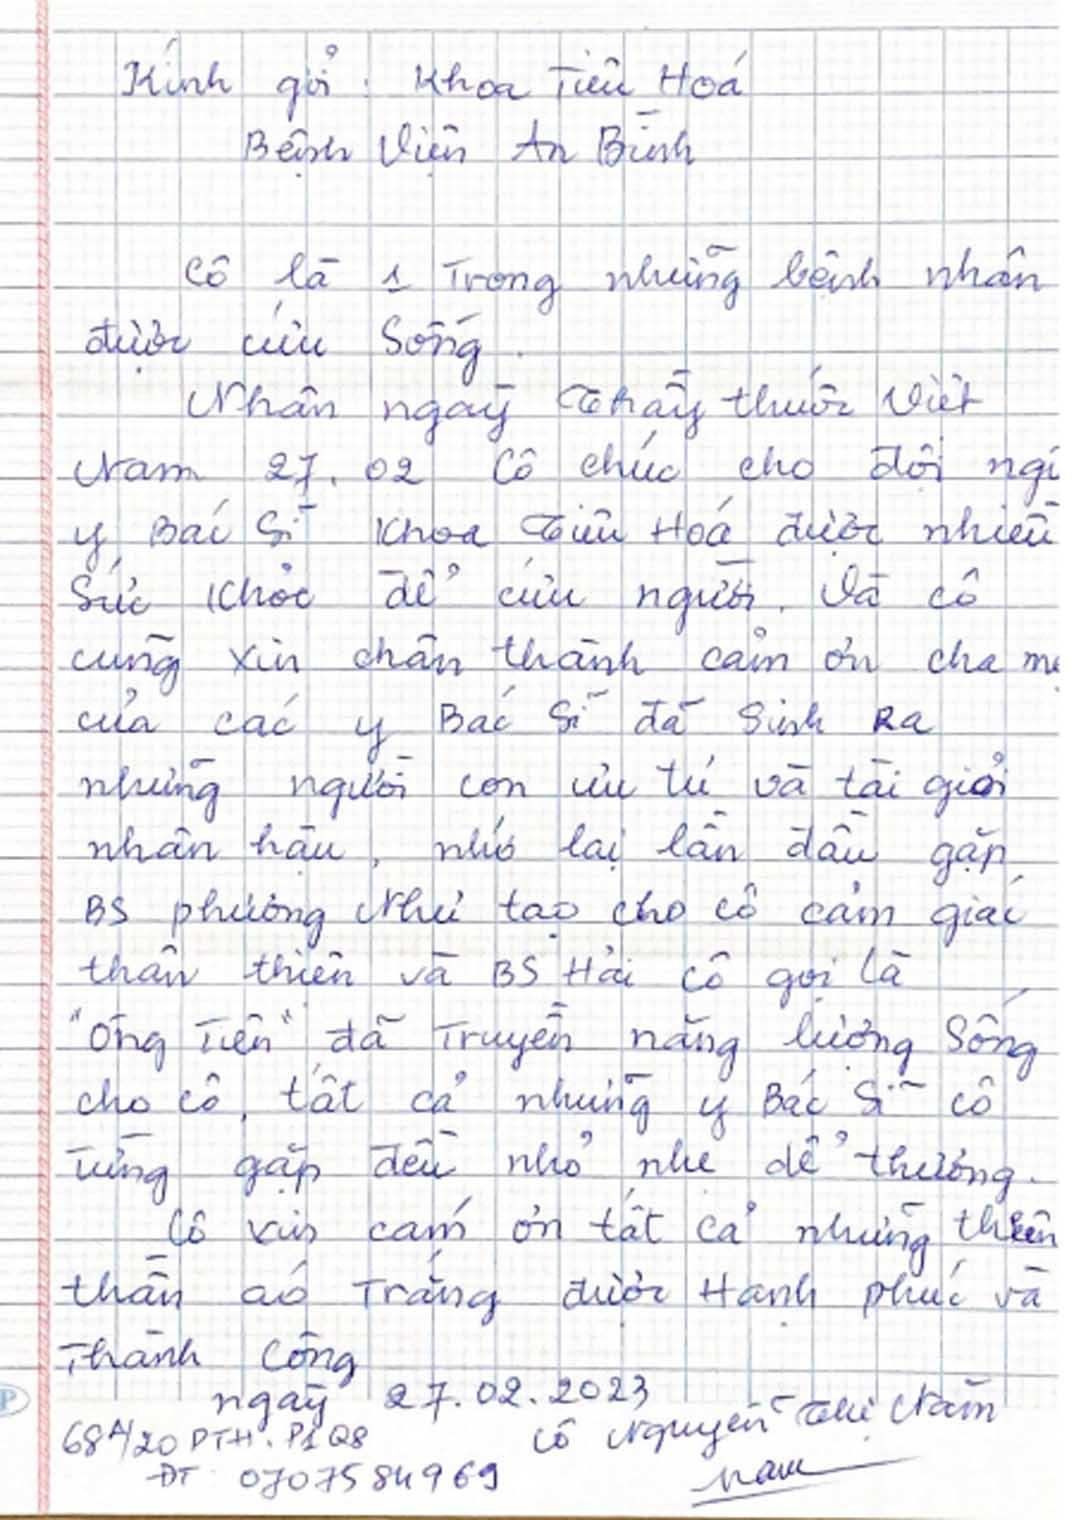 Kính gởi : Khoa Tiêu Hoá
Bệnh Viện An Bình
Cô là 1 Trong những bệnh nhân
được cứu Sống.
Nhân ngày Thầy thuốc Việt
Nam 27.02 Cô chúc cho đội ngũ
y Bác Sĩ Khoa Tiêu Hoá được nhiều
Sức Khỏe để cứu người. Và cô
cũng xin chân thành cảm ơn cha mẹ
của các y Bác Sĩ đã Sinh Ra
những người con ưu tú và tài giỏi
nhân hậu, nhớ lại lần đầu gặp
BS phương Như tạo cho cô cảm giác
thân thiện và BS Hải cô gọi là
"Ông Tiên" đã Truyền năng lượng Sống
cho cô, tất cả những y Bác Sĩ cô
Từng gặp đều nhỏ nhẹ dể thương.
Cô xin cám ơn tất cả những thiên
thần áo Trắng được Hạnh phúc và
Thành Công
ngày 27.02.2023
68A/20 DTH. P1 Q8
Cô Nguyễn Thị Năm
ĐT 0707584969
Nam